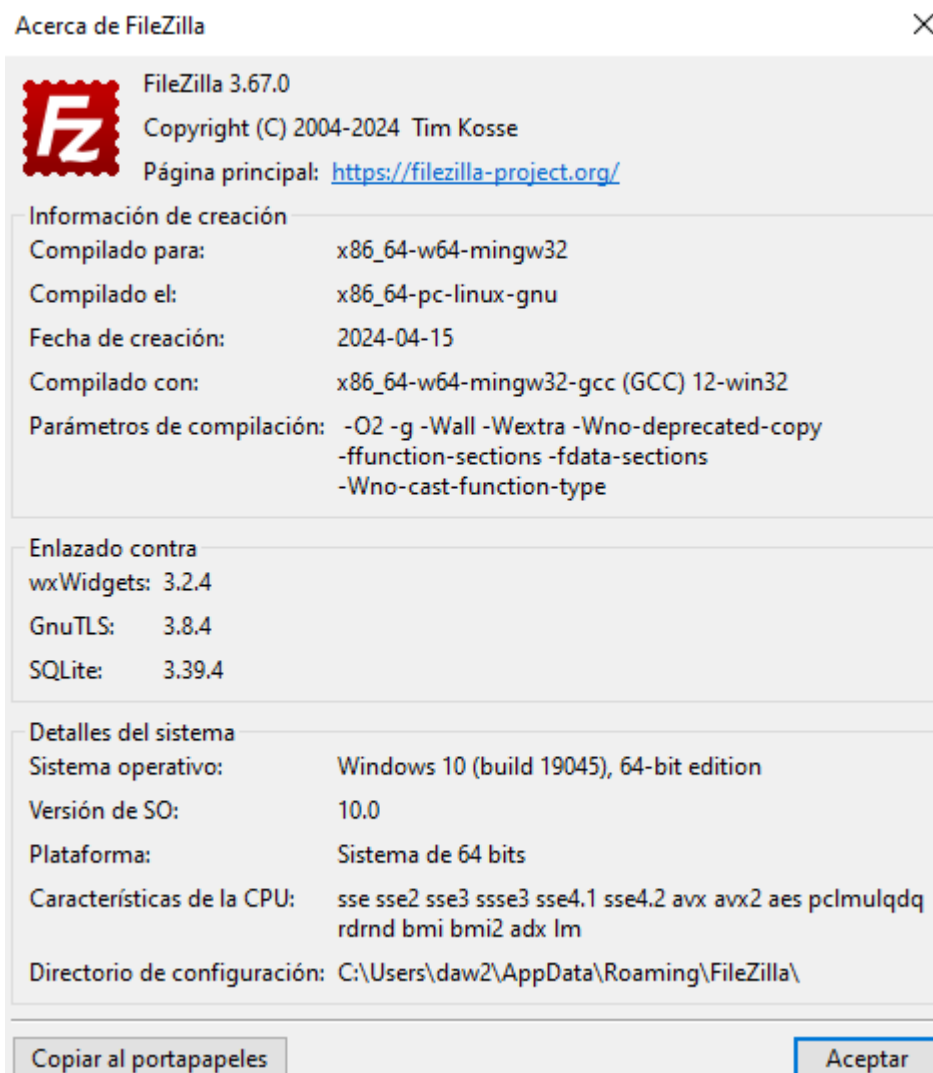 Acerca de FileZilla
FileZilla 3.67.0
Copyright (C) 2004-2024 Tim Kosse
Página principal: https://filezilla-project.org/
Información de creación
Compilado para: x86_64-w64-mingw32
Compilado el: x86_64-pc-linux-gnu
Fecha de creación: 2024-04-15
Compilado con: x86_64-w64-mingw32-gcc (GCC) 12-win32
Parámetros de compilación: -O2 -g -Wall -Wextra -Wno-deprecated-copy
-ffunction-sections -fdata-sections
-Wno-cast-function-type
Enlazado contra
wxWidgets: 3.2.4
GnuTLS: 3.8.4
SQLite: 3.39.4
Detalles del sistema
Sistema operativo: Windows 10 (build 19045), 64-bit edition
Versión de SO: 10.0
Plataforma: Sistema de 64 bits
Características de la CPU: sse sse2 sse3 ssse3 sse4.1 sse4.2 avx avx2 aes pclmulqdq
rdrnd bmi bmi2 adx lm
Directorio de configuración: C:\Users\daw2\AppData\Roaming\FileZilla\
Copiar al portapapeles Aceptar